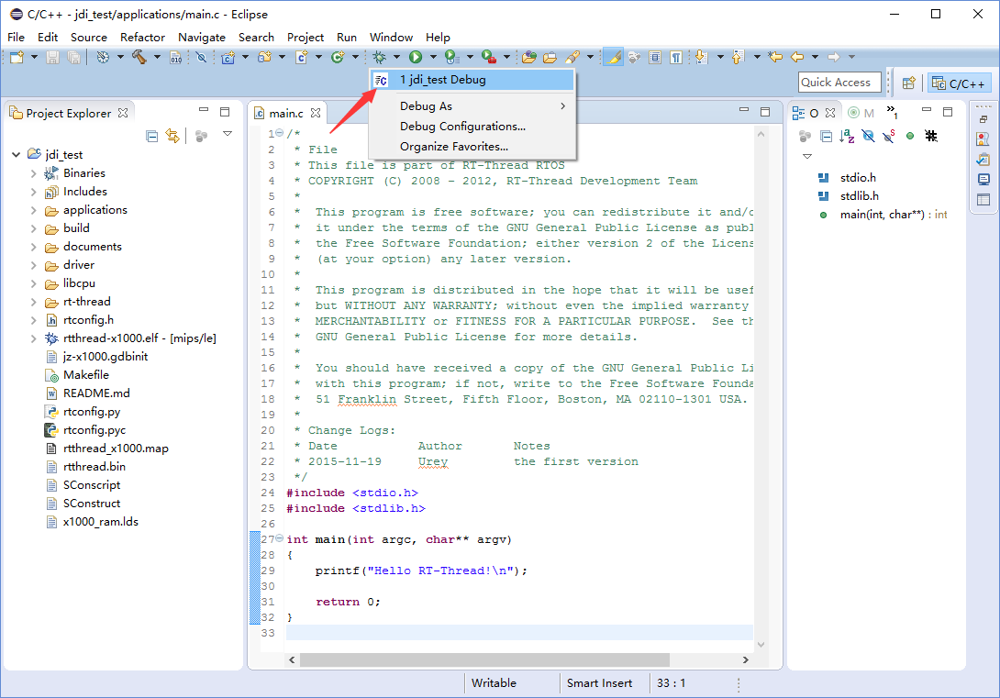 C/C++ - jdi_test/applications/main.c - Eclipse
File Edit Source Refactor Navigate Search Project Run Window Help
1 jdi_test Debug
Debug As
Debug Configurations...
Organize Favorites...
Quick Access
C/C++
Project Explorer
jdi_test
Binaries
Includes
applications
build
documents
driver
libcpu
rt-thread
rtconfig.h
rtthread-x1000.elf - [mips/le]
jz-x1000.gdbinit
Makefile
README.md
rtconfig.py
rtconfig.pyc
rtthread_x1000.map
rtthread.bin
SConscript
SConstruct
x1000_ram.lds
main.c
1 /*
2 * File
3 * This file is part of RT-Thread RTOS
4 * COPYRIGHT (C) 2008 - 2012, RT-Thread Development Team
5 *
6 * This program is free software; you can redistribute it and/o
7 * it under the terms of the GNU General Public License as publ
8 * the Free Software Foundation; either version 2 of the Licens
9 * (at your option) any later version.
10 *
11 * This program is distributed in the hope that it will be usef
12 * but WITHOUT ANY WARRANTY; without even the implied warranty
13 * MERCHANTABILITY or FITNESS FOR A PARTICULAR PURPOSE. See th
14 * GNU General Public License for more details.
15 *
16 * You should have received a copy of the GNU General Public Li
17 * with this program; if not, write to the Free Software Founda
18 * 51 Franklin Street, Fifth Floor, Boston, MA 02110-1301 USA.
19 *
20 * Change Logs:
21 * Date Author Notes
22 * 2015-11-19 Urey the first version
23 */
24 #include <stdio.h>
25 #include <stdlib.h>
26
27 int main(int argc, char** argv)
28 {
29 printf("Hello RT-Thread!\n");
30
31 return 0;
32 }
33
O M 1
stdio.h
stdlib.h
main(int, char**) : int
Writable Smart Insert 33 : 1